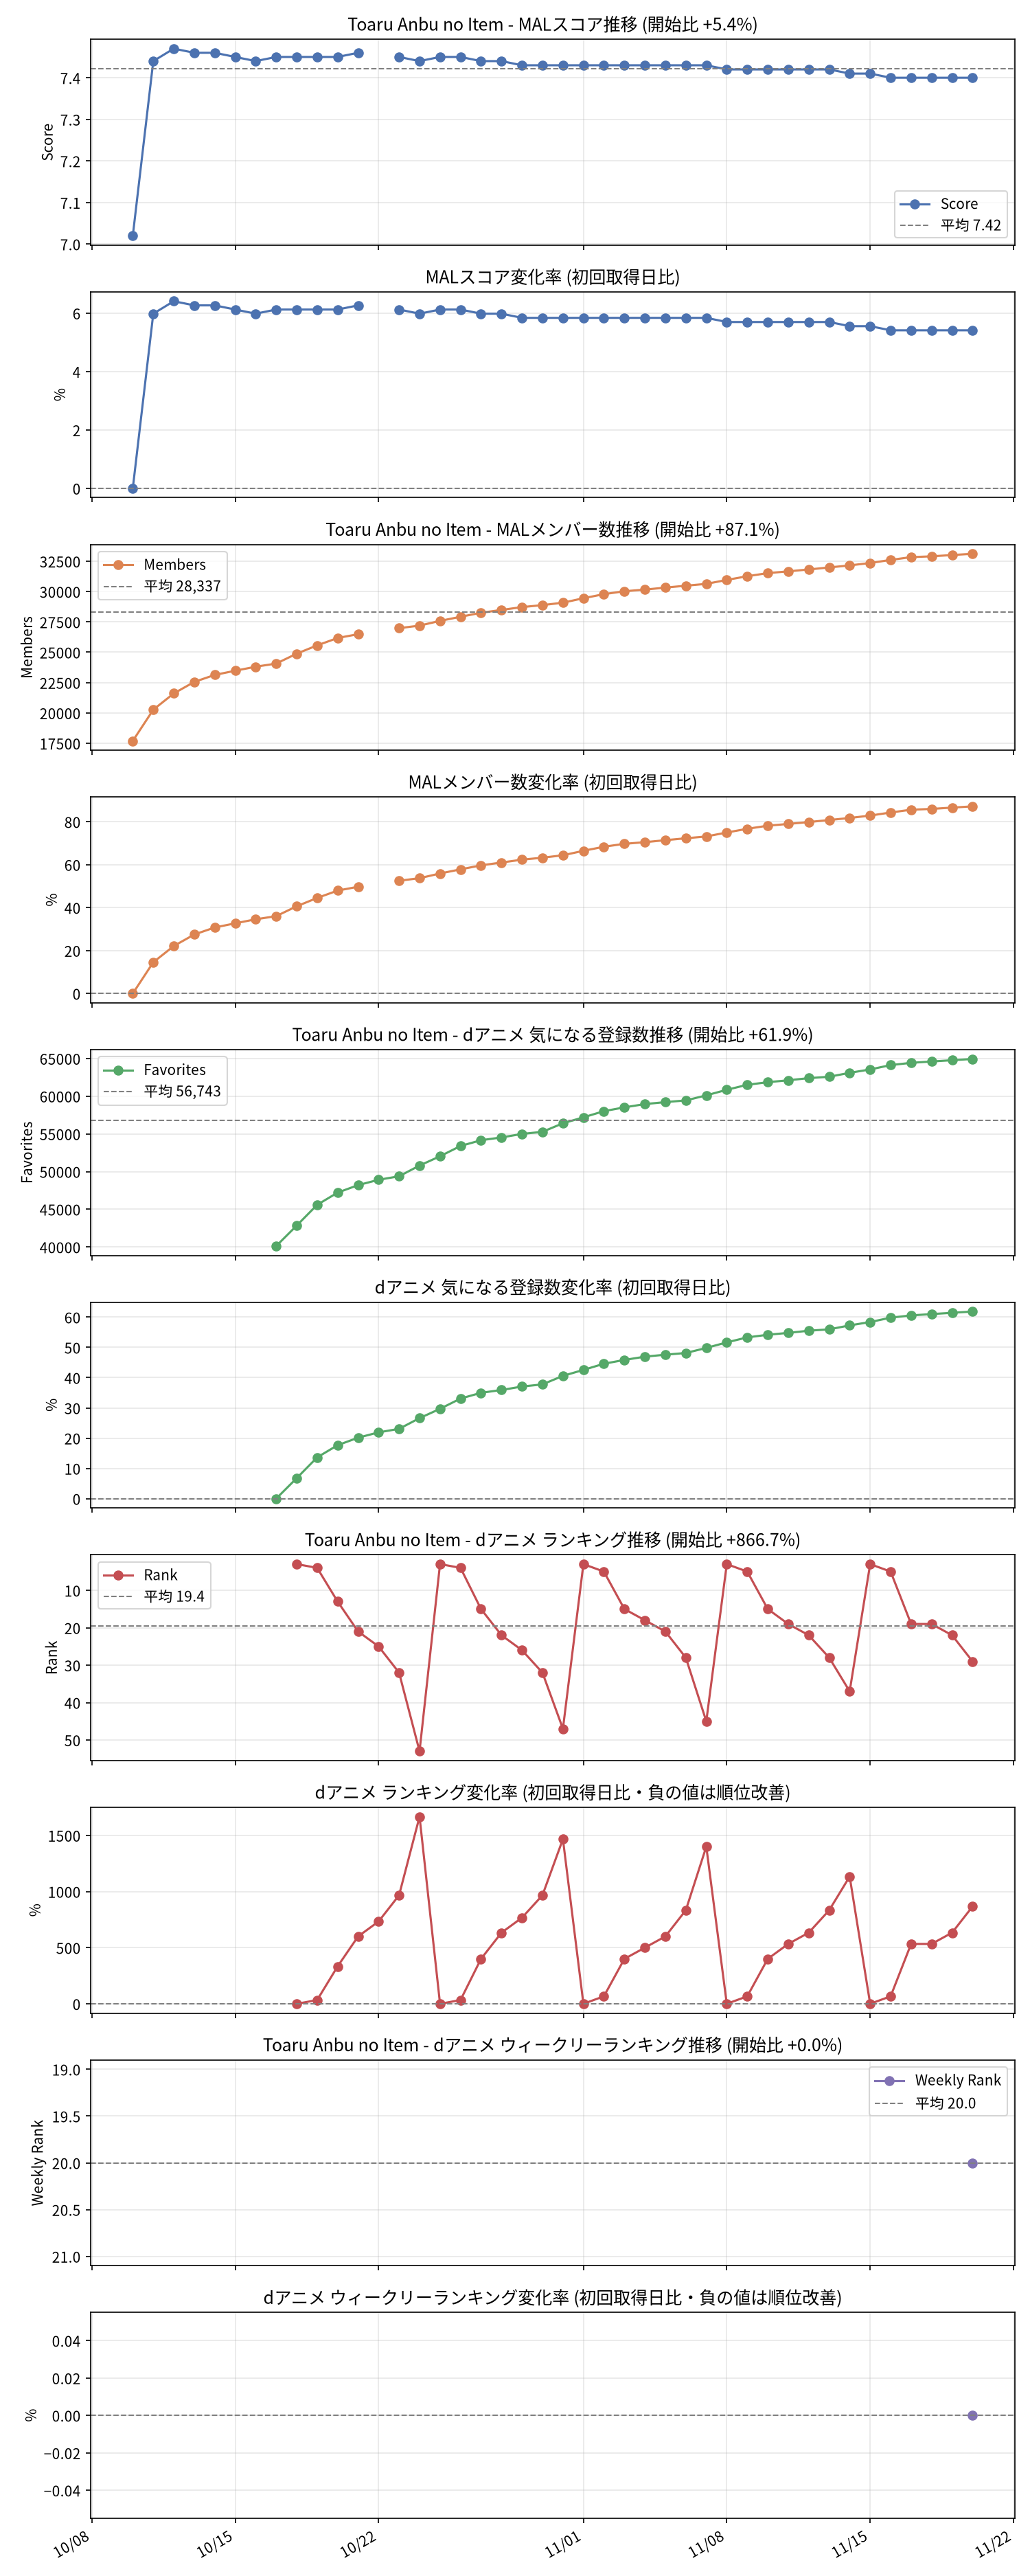 Toaru Anbu no Item - MALスコア推移 (開始比 +5.4%)
7.4
7.3
7.2
7.1
7.0
Score
Score
平均 7.42
MALスコア変化率 (初回取得日比)
6
4
2
0
%
Toaru Anbu no Item - MALメンバー数推移 (開始比 +87.1%)
32500
30000
27500
25000
22500
20000
17500
Members
Members
平均 28,337
MALメンバー数変化率 (初回取得日比)
80
60
40
20
0
%
Toaru Anbu no Item - dアニメ 気になる登録数推移 (開始比 +61.9%)
65000
60000
55000
50000
45000
40000
Favorites
Favorites
平均 56,743
dアニメ 気になる登録数変化率 (初回取得日比)
60
50
40
30
20
10
0
%
Toaru Anbu no Item - dアニメ ランキング推移 (開始比 +866.7%)
10
20
30
40
50
Rank
Rank
平均 19.4
dアニメ ランキング変化率 (初回取得日比・負の値は順位改善)
1500
1000
500
0
%
Toaru Anbu no Item - dアニメ ウィークリーランキング推移 (開始比 +0.0%)
19.0
19.5
20.0
20.5
21.0
Weekly Rank
Weekly Rank
平均 20.0
dアニメ ウィークリーランキング変化率 (初回取得日比・負の値は順位改善)
0.04
0.02
0.00
−0.02
−0.04
%
10/08
10/15
10/22
11/01
11/08
11/15
11/22